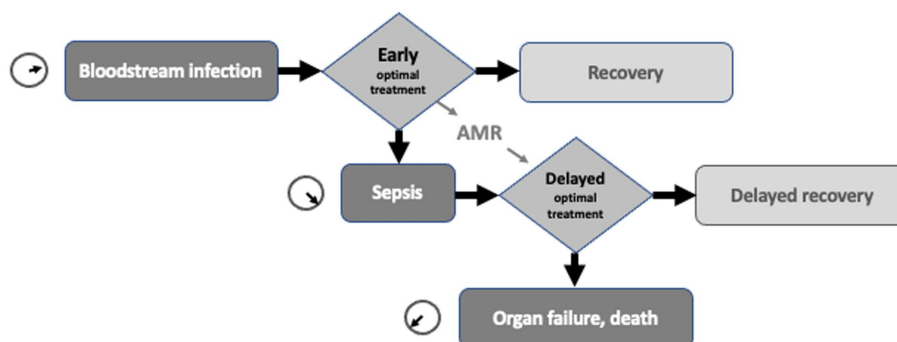 Bloodstream infection
Early
optimal
treatment
Recovery
AMR
Sepsis
Delayed
optimal
treatment
Delayed recovery
Organ failure, death